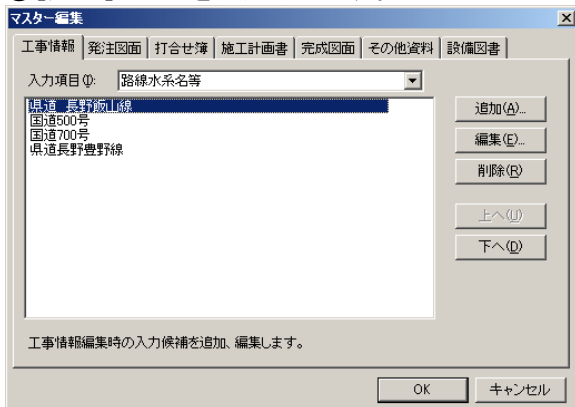 マスター編集
工事情報 発注図面 打合せ簿 施工計画書 完成図面 その他資料 設備図書
入力項目(I): 路線水系名等
県道 長野飯山線
国道500号
国道700号
県道長野豊野線
追加(A)...
編集(E)...
削除(R)
上へ(U)
下へ(D)
工事情報編集時の入力候補を追加、編集します。
OK キャンセル